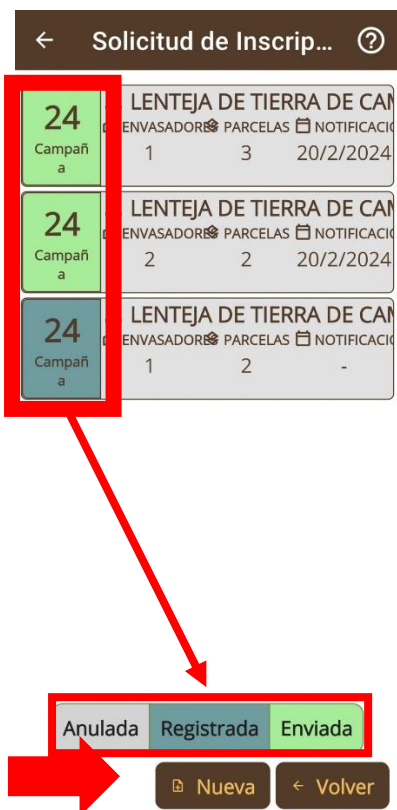 Solicitud de Inscrip...
24
Campañ
a
LENTEJA DE TIERRA DE CAM
ENVASADORES PARCELAS NOTIFICACIO
1 3 20/2/2024
24
Campañ
a
LENTEJA DE TIERRA DE CAM
ENVASADORES PARCELAS NOTIFICACIO
2 2 20/2/2024
24
Campañ
a
LENTEJA DE TIERRA DE CAM
ENVASADORES PARCELAS NOTIFICACIO
1 2 -
Anulada Registrada Enviada
Nueva Volver